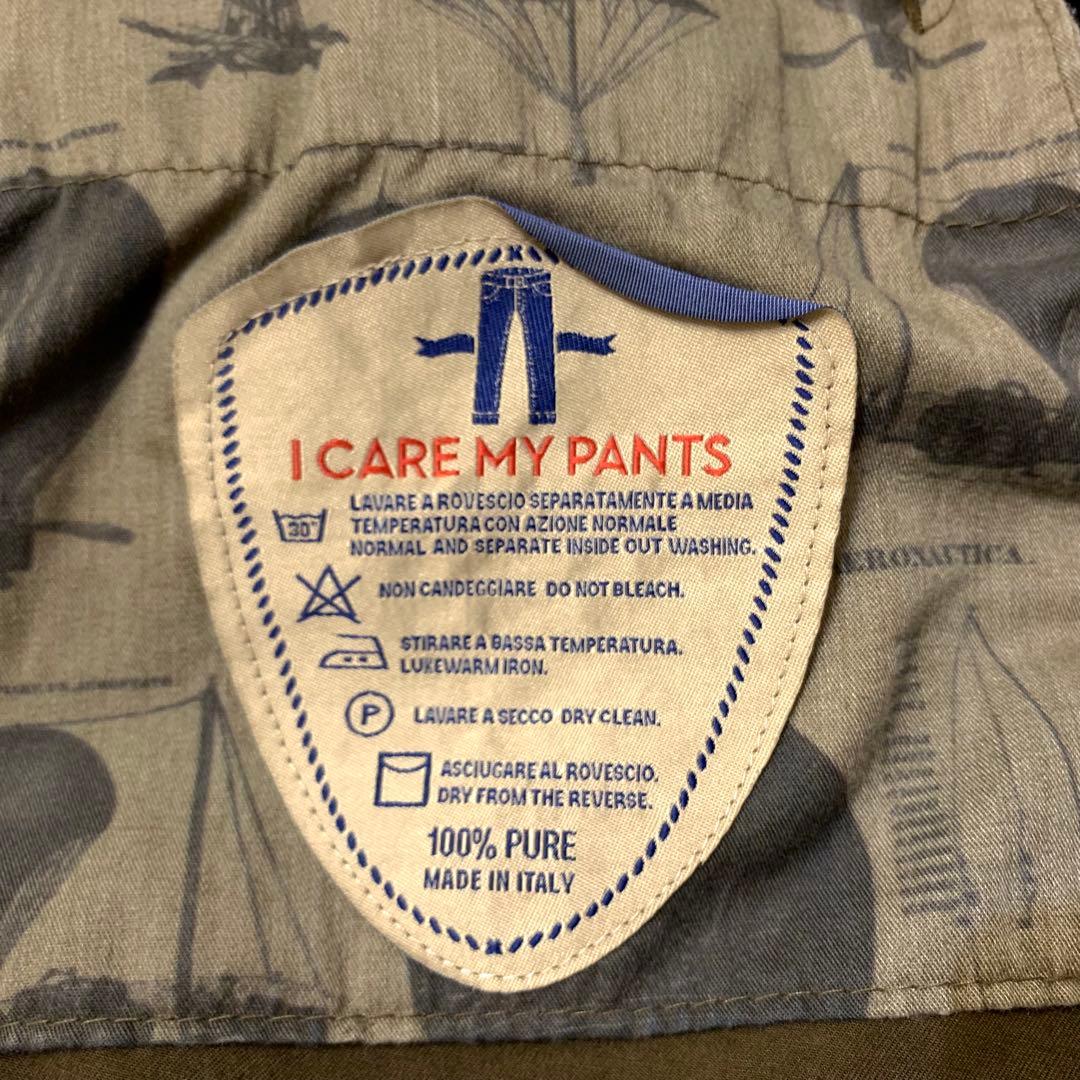 I CARE MY PANTS
30°
LAVARE A ROVESCIO SEPARATAMENTE A MEDIA
TEMPERATURA CON AZIONE NORMALE
NORMAL AND SEPARATE INSIDE OUT WASHING.
NON CANDEGGIARE DO NOT BLEACH.
STIRARE A BASSA TEMPERATURA.
LUKEWARM IRON.
P
LAVARE A SECCO DRY CLEAN.
ASCIUGARE AL ROVESCIO.
DRY FROM THE REVERSE.
100% PURE
MADE IN ITALY